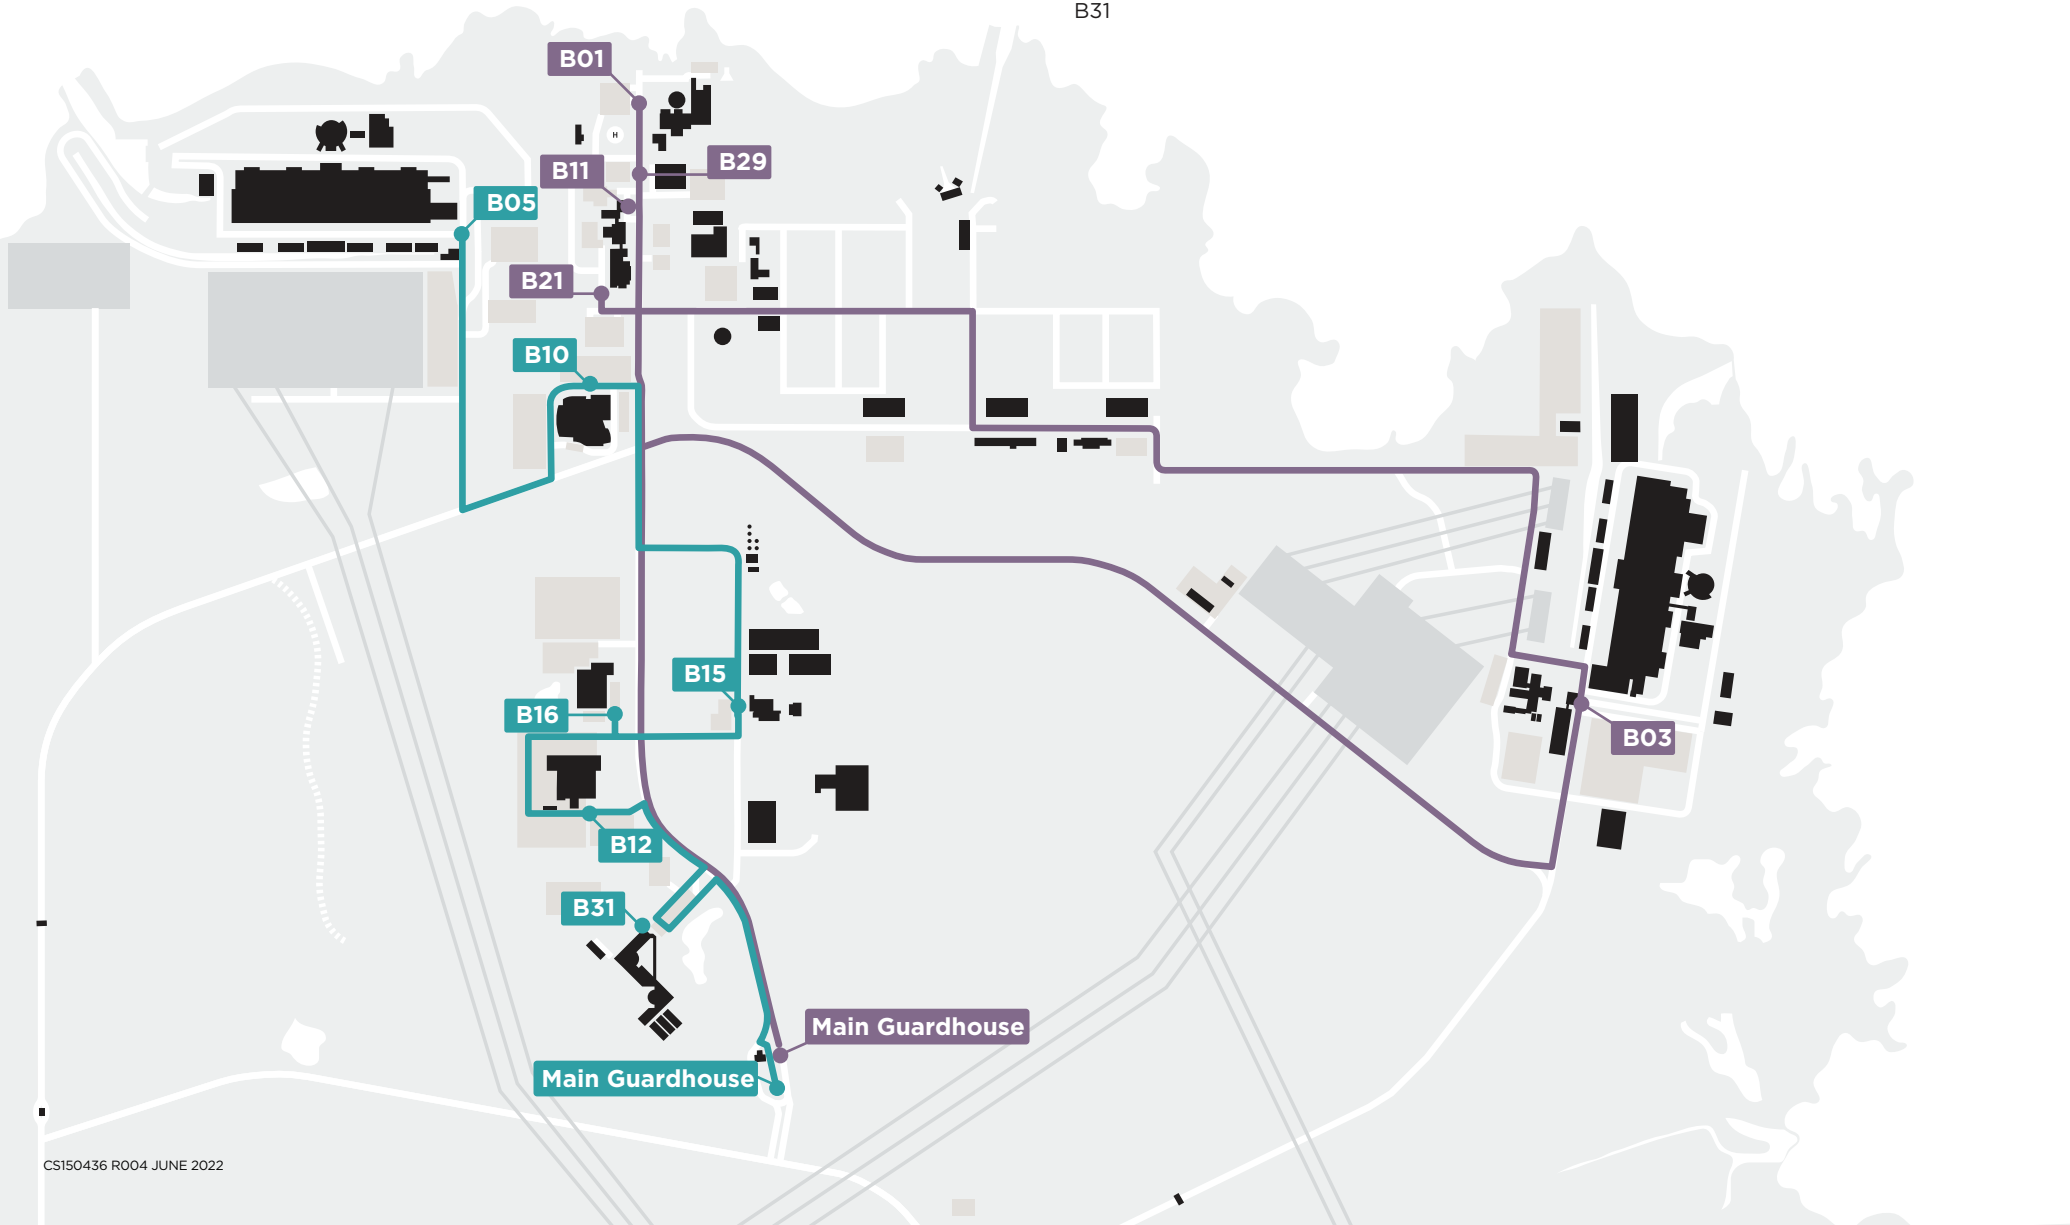 B31
B01
H
B29
B11
B05
B21
B10
B15
B16
B03
B12
B31
Main Guardhouse
Main Guardhouse
CS150436 R004 JUNE 2022